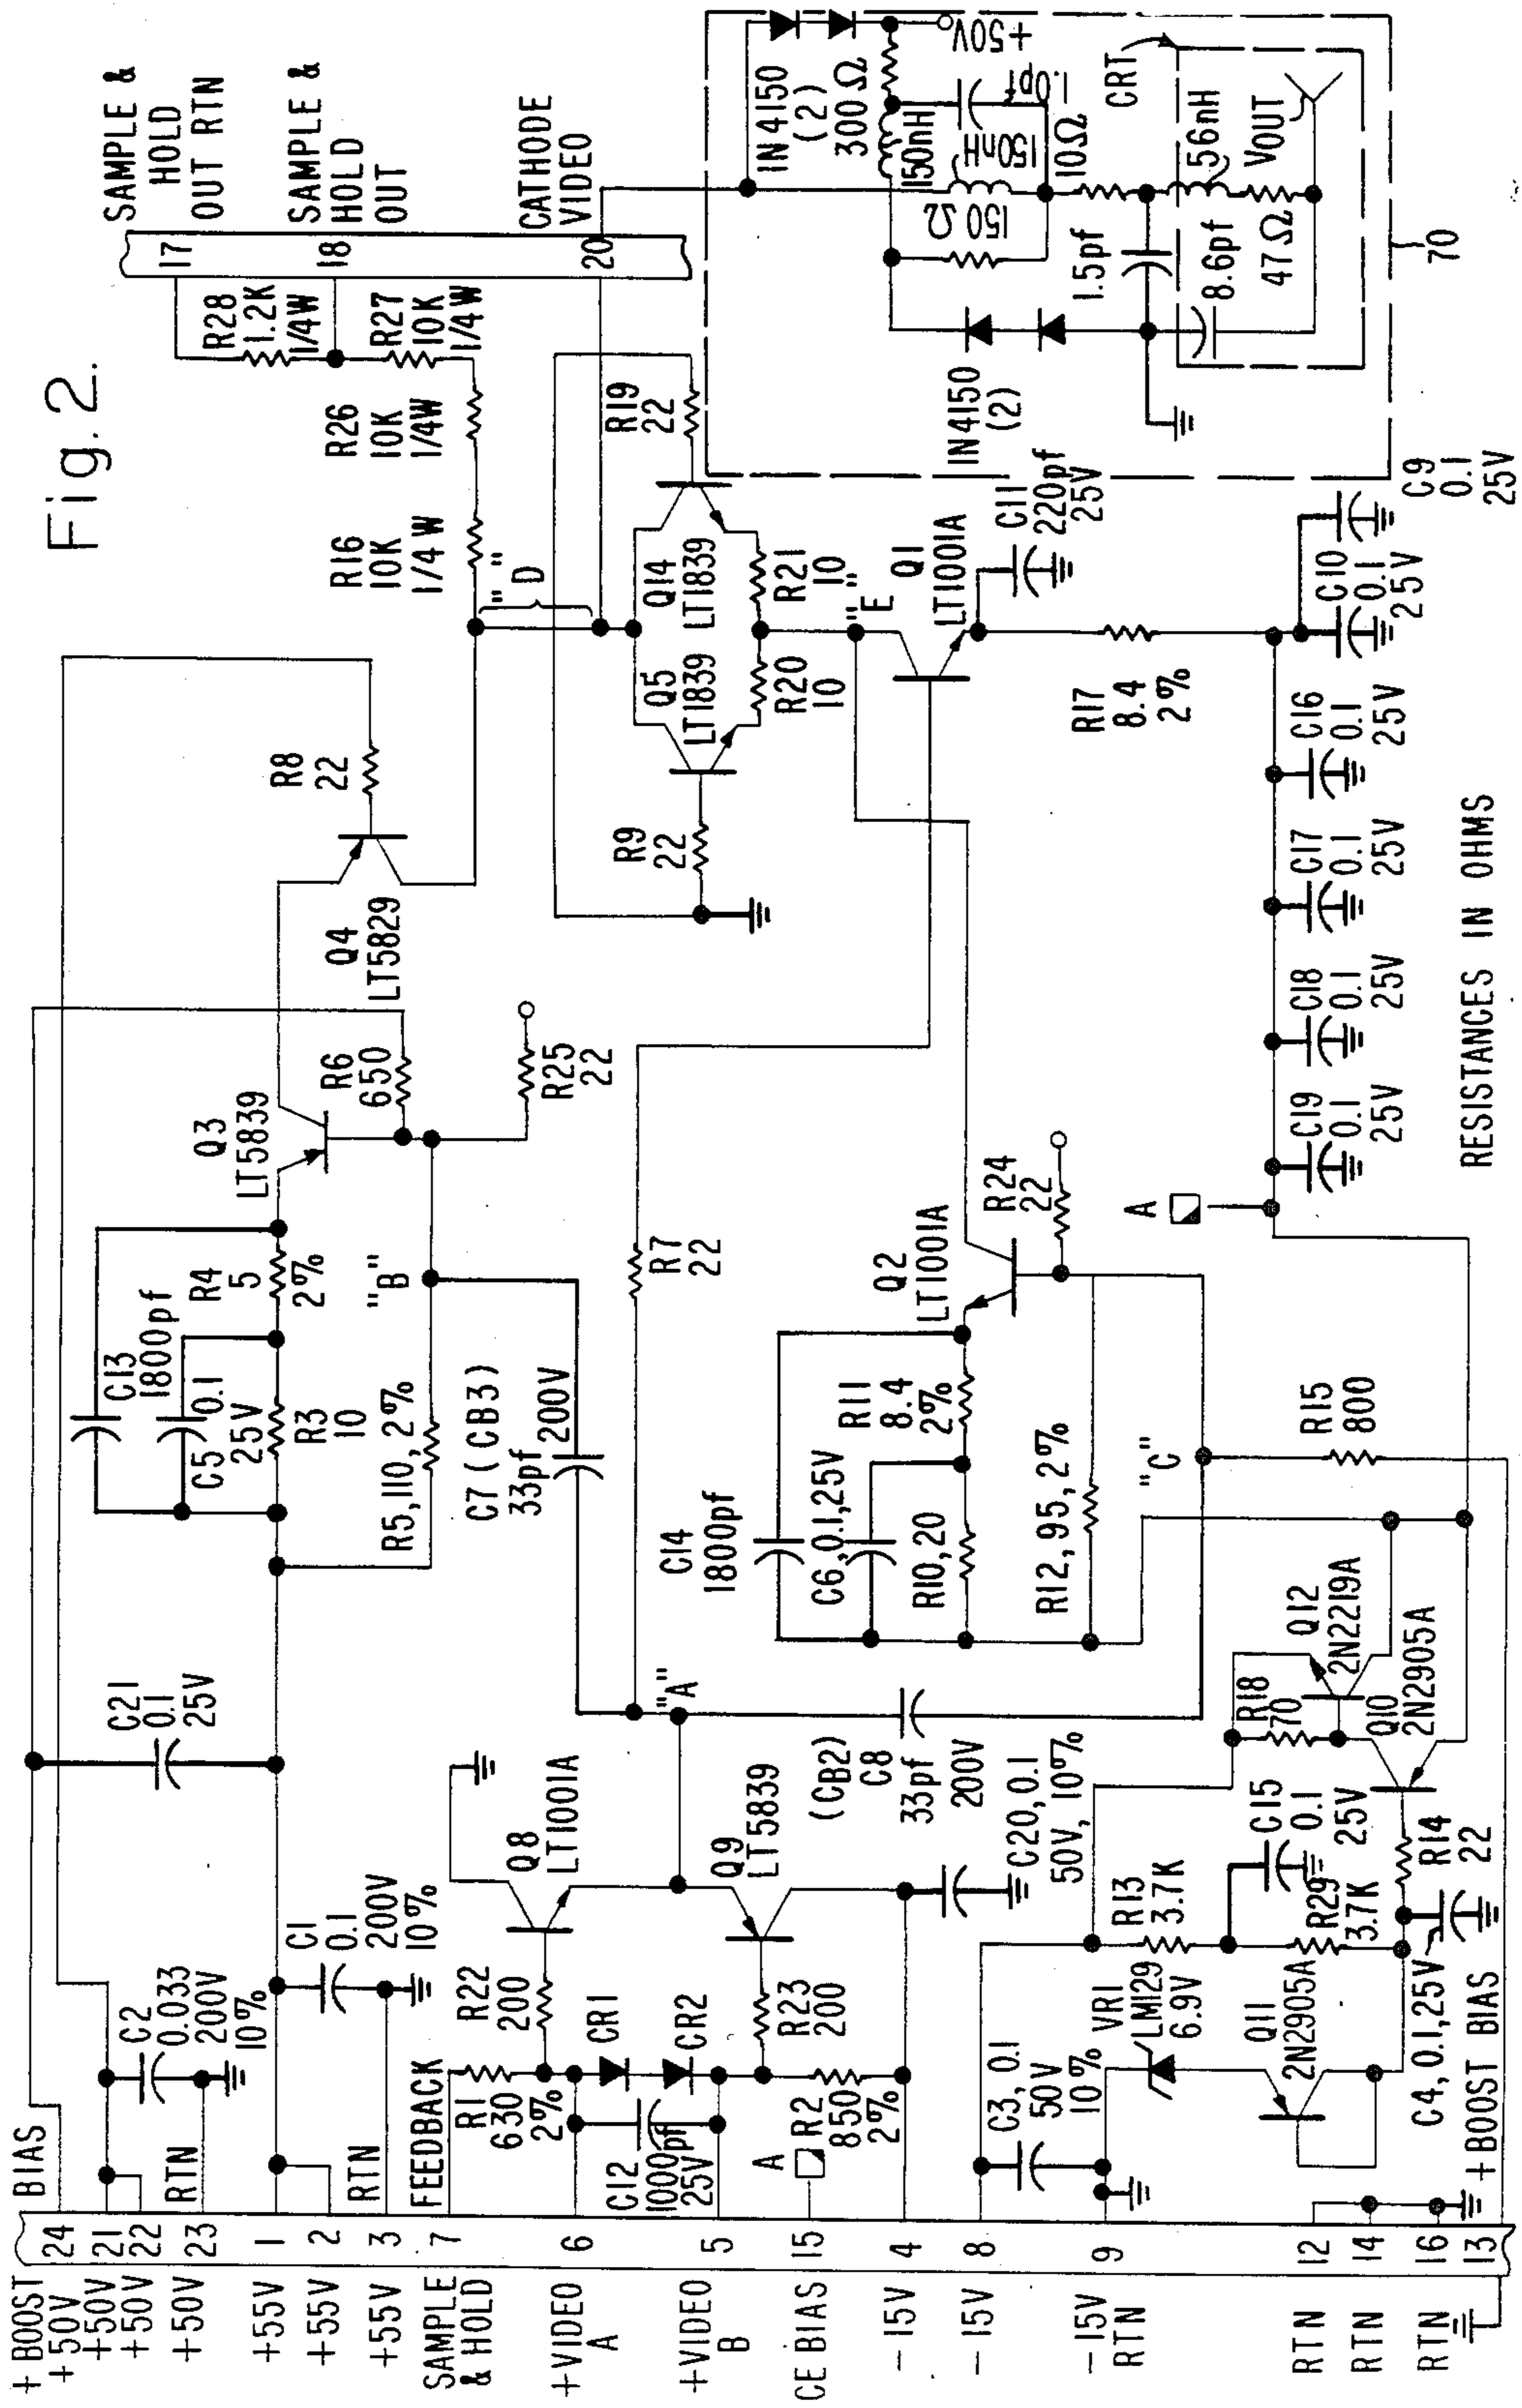 Fig. 2.
+ BOOST BIAS
24
+50V
21
+50V
22
+50V
23
+50V
RTN
1
+55V
2
+55V
3
+55V
RTN
7
SAMPLE
& HOLD
FEEDBACK
6
+VIDEO
A
5
+VIDEO
B
15
CE BIAS
A
4
-15V
8
-15V
9
-15V
RTN
12
RTN
14
RTN
16
RTN
13
+BOOST BIAS
C2
0.033
200V
10%
C1
0.1
200V
10%
C21
0.1
25V
C13
1800pf
C5
0.1
25V
R4
5
2%
R3
10
R5,110,2%
"B"
Q3
LT5839
R6
650
R25
22
Q4
LT5829
R8
22
R16
10K
1/4W
R26
10K
1/4W
R27
10K
1/4W
R28
1.2K
1/4W
17
SAMPLE &
HOLD
OUT RTN
18
SAMPLE &
HOLD
OUT
20
CATHODE
VIDEO
"D"
R1
630
2%
R22
200
CR1
CR2
C12
1000pf
25V
R23
200
R2
850
2%
Q8
LT1001A
Q9
LT5839
"A"
C7 (CB3)
33pf 200V
R7
22
(CB2)
C8
33pf
200V
C20,0.1
50V, 10%
C14
1800pf
C6,0.1,25V
R10,20
R11
8.4
2%
R12,95,2%
Q2
LT1001A
R24
22
"C"
R15
800
R9
22
Q5
LT1839
Q14
LT1839
R19
22
R20
10
R21
10
"E"
Q1
LT1001A
C11
220pf
25V
R17
8.4
2%
C3,0.1
50V
10%
VR1
LM129
6.9V
R13
3.7K
R29
3.7K
C15
0.1
25V
R18
70
Q12
2N2219A
Q10
2N2905A
Q11
2N2905A
R14
22
C4,0.1,25V
A
C19
0.1
25V
C18
0.1
25V
C17
0.1
25V
C16
0.1
25V
C10
0.1
25V
C9
0.1
25V
IN4150
(2)
+50V
300Ω
150nH
1.0pf
150nH
150Ω
10Ω
IN4150
(2)
1.5pf
CRT
8.6pf
56nH
47Ω
VOUT
70
RESISTANCES IN OHMS